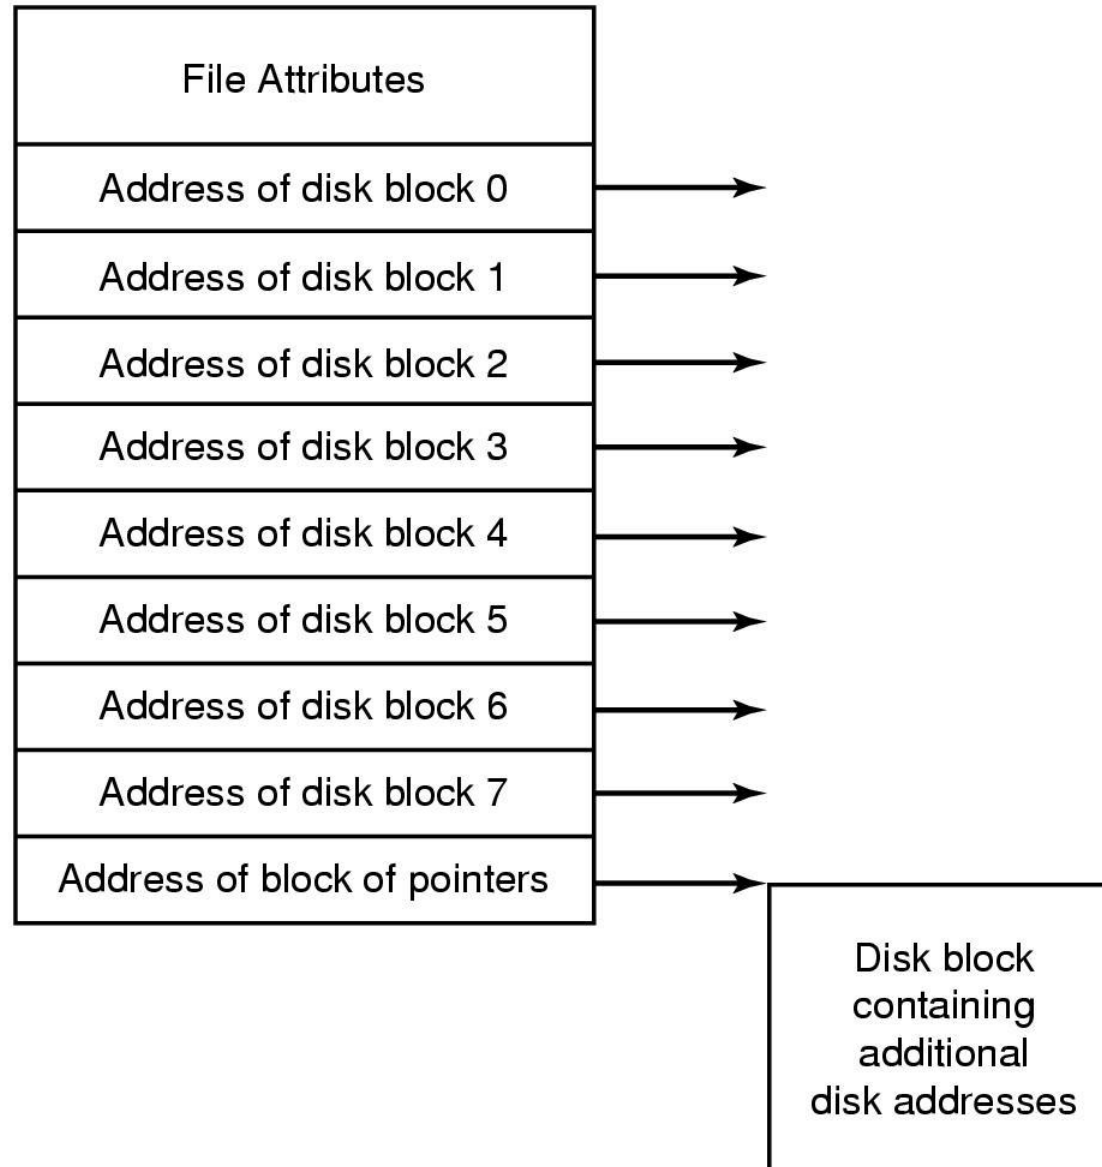 File Attributes
Address of disk block 0
Address of disk block 1
Address of disk block 2
Address of disk block 3
Address of disk block 4
Address of disk block 5
Address of disk block 6
Address of disk block 7
Address of block of pointers
Disk block
containing
additional
disk addresses